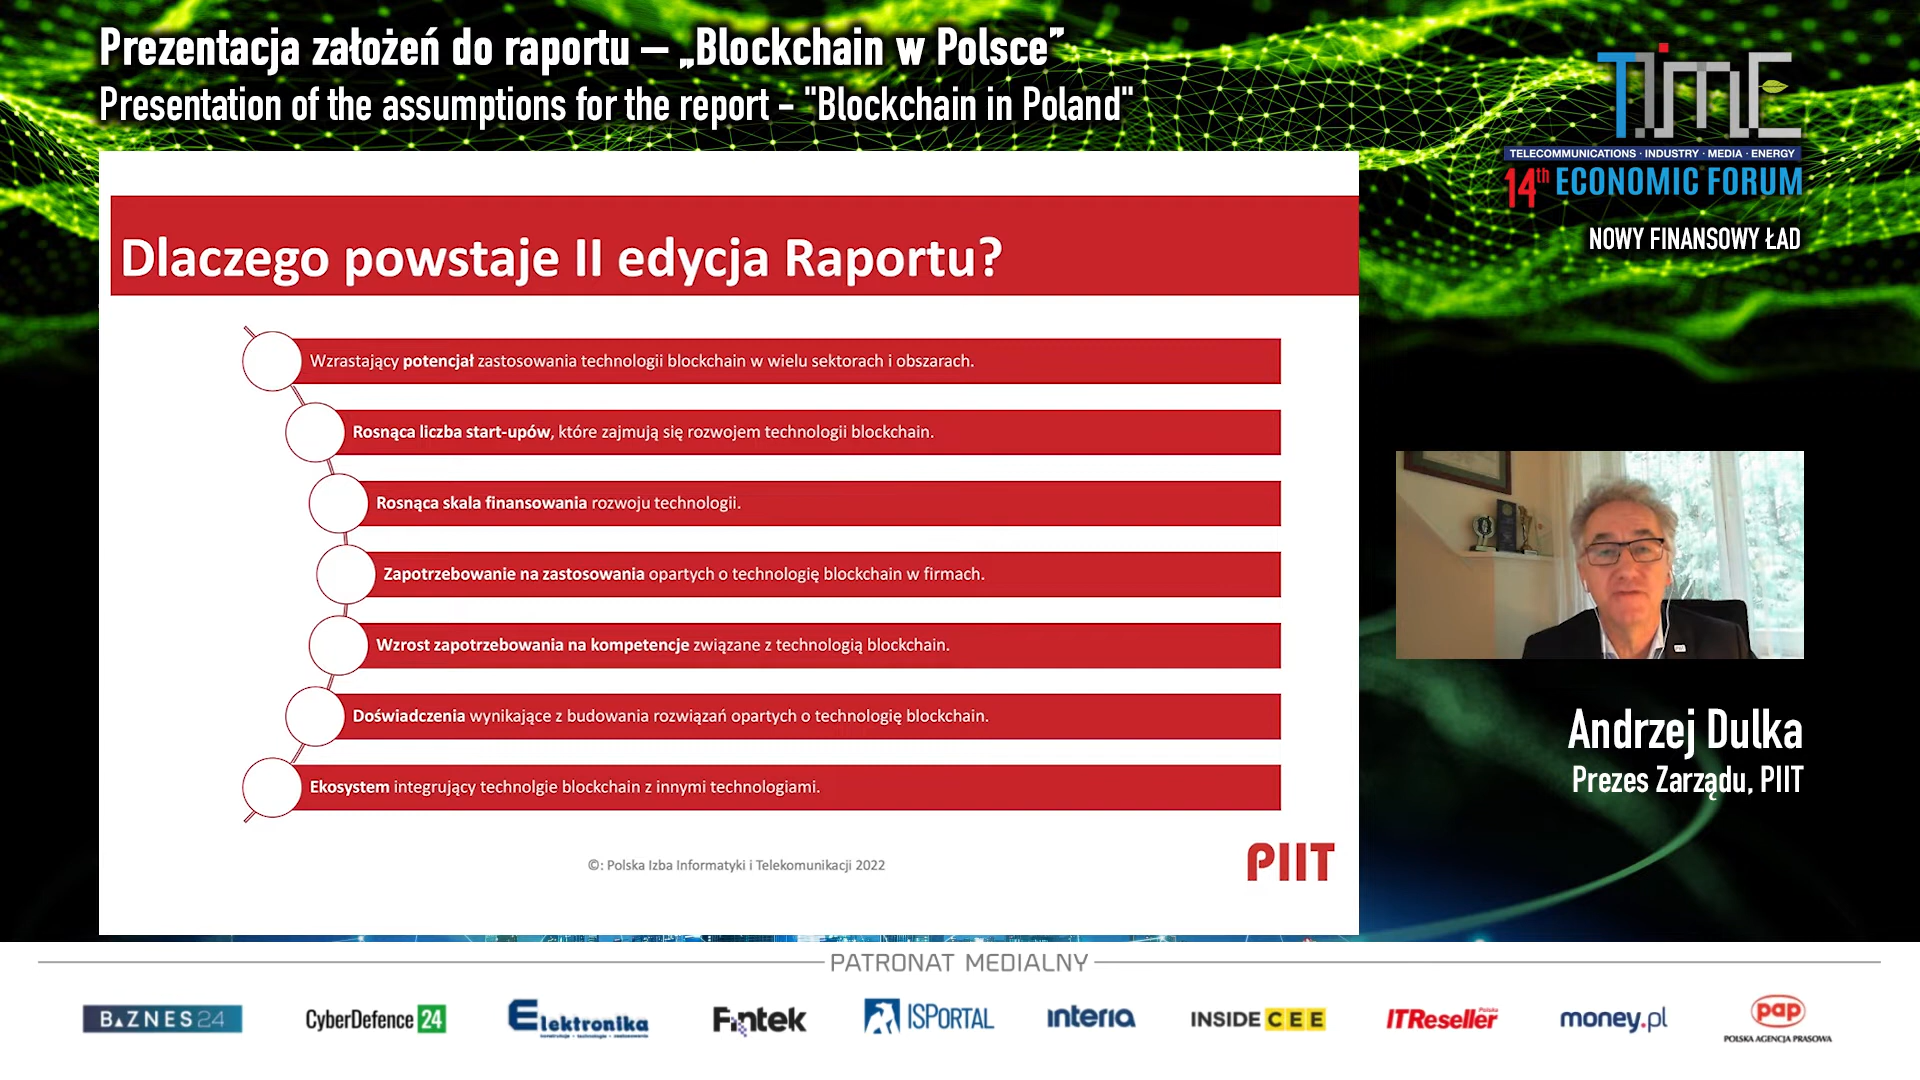 Prezentacja założeń do raportu – „Blockchain w Polsce”
Presentation of the assumptions for the report - "Blockchain in Poland"
TIME
TELECOMMUNICATIONS · INDUSTRY · MEDIA · ENERGY
14th ECONOMIC FORUM
NOWY FINANSOWY ŁAD
Dlaczego powstaje II edycja Raportu?
Wzrastający potencjał zastosowania technologii blockchain w wielu sektorach i obszarach.
Rosnąca liczba start-upów, które zajmują się rozwojem technologii blockchain.
Rosnąca skala finansowania rozwoju technologii.
Zapotrzebowanie na zastosowania opartych o technologię blockchain w firmach.
Wzrost zapotrzebowania na kompetencje związane z technologią blockchain.
Doświadczenia wynikające z budowania rozwiązań opartych o technologię blockchain.
Ekosystem integrujący technolgie blockchain z innymi technologiami.
©: Polska Izba Informatyki i Telekomunikacji 2022
PIIT
Andrzej Dulka
Prezes Zarządu, PIIT
PATRONAT MEDIALNY
BIZNES24
CyberDefence 24
Elektronika
Fintek
ISPORTAL
interia
INSIDE CEE
ITReseller Polska
money.pl
pap
POLSKA AGENCJA PRASOWA